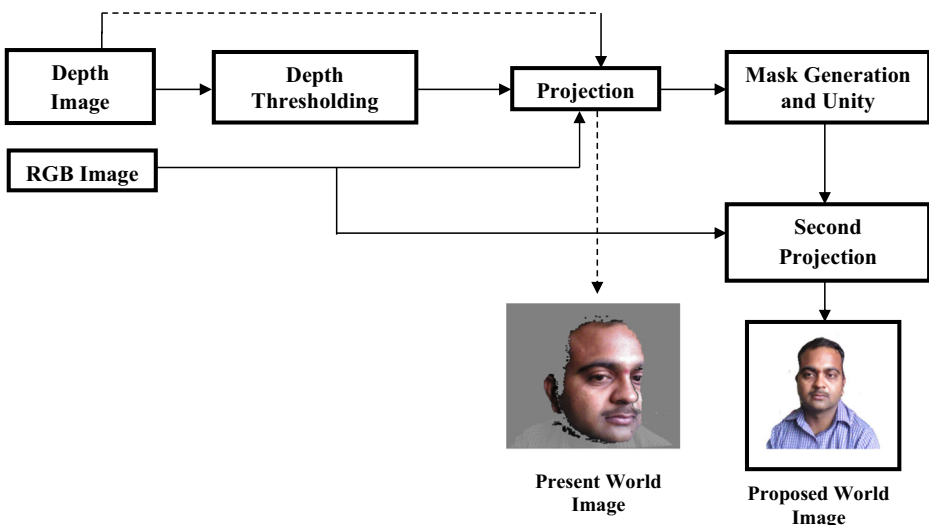 Depth
Image
Depth
Thresholding
Projection
Mask Generation
and Unity
RGB Image
Second
Projection
Present World
Image
Proposed World
Image